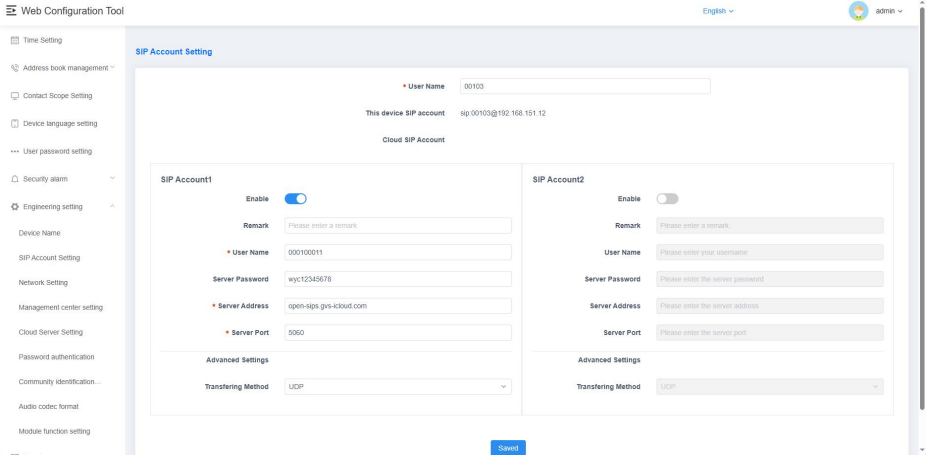 Web Configuration Tool
English
admin
Time Setting
Address book management
Contact Scope Setting
Device language setting
User password setting
Security alarm
Engineering setting
Device Name
SIP Account Setting
Network Setting
Management center setting
Cloud Server Setting
Password authentication
Community identification...
Audio codec format
Module function setting
SIP Account Setting
* User Name 00103
This device SIP account sip:00103@192.168.151.12
Cloud SIP Account
SIP Account1
Enable
Remark Please enter a remark
* User Name 000100011
Server Password wyc12345678
* Server Address open-sips.gvs-icloud.com
* Server Port 5060
Advanced Settings
Transfering Method UDP
SIP Account2
Enable
Remark Please enter a remark
User Name Please enter your username
Server Password Please enter the server password
Server Address Please enter the server address
Server Port Please enter the server port
Advanced Settings
Transfering Method UDP
Saved